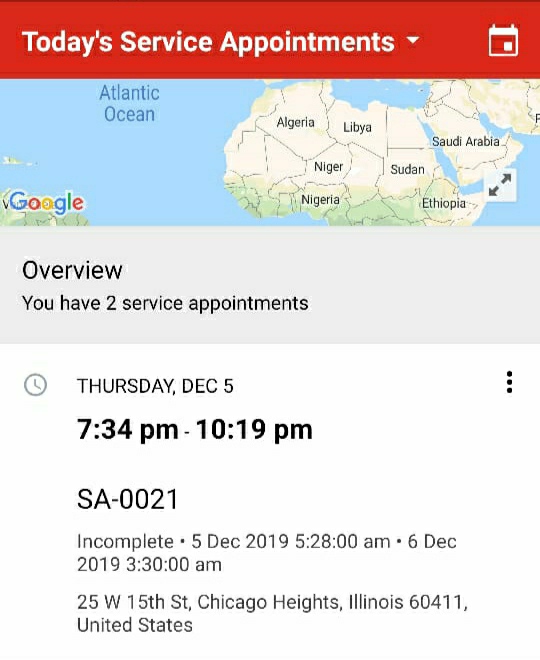 Today's Service Appointments
Atlantic
Ocean
Algeria
Libya
Saudi Arabia
Niger
Sudan
Google
Nigeria
Ethiopia
Overview
You have 2 service appointments
THURSDAY, DEC 5
7:34 pm - 10:19 pm
SA-0021
Incomplete • 5 Dec 2019 5:28:00 am • 6 Dec
2019 3:30:00 am
25 W 15th St, Chicago Heights, Illinois 60411,
United States